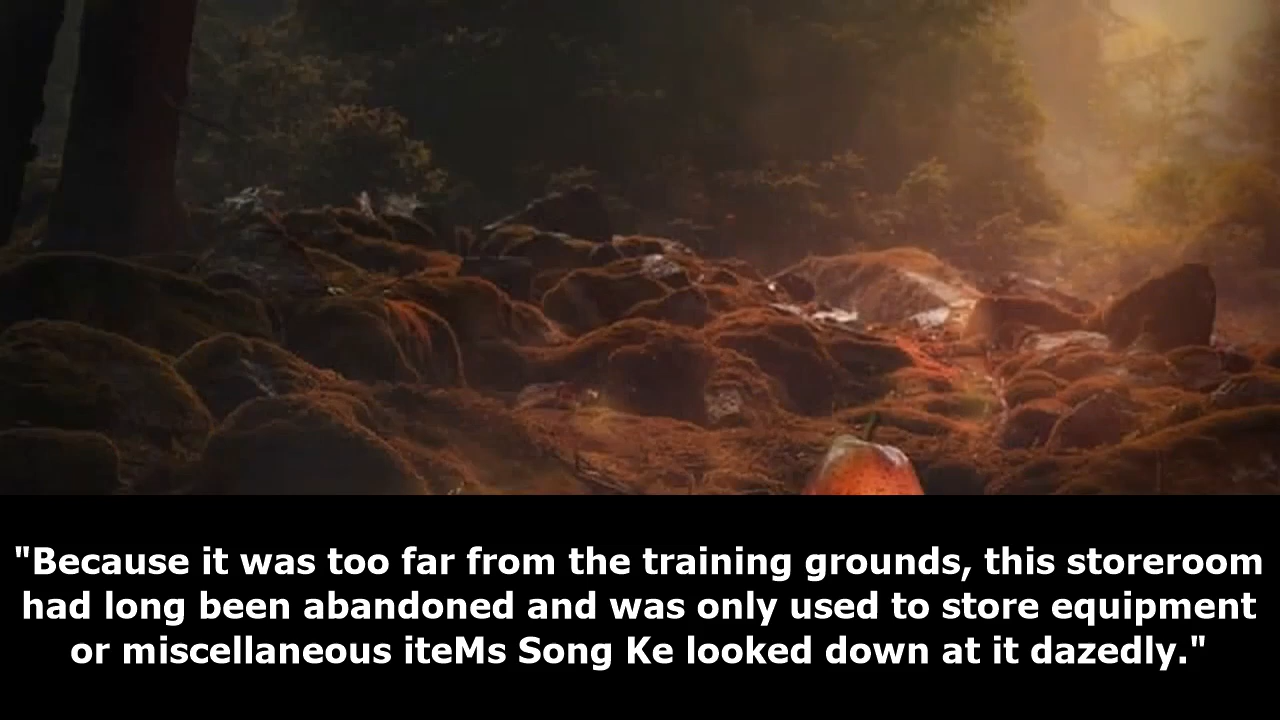 "Because it was too far from the training grounds, this storeroom
had long been abandoned and was only used to store equipment
or miscellaneous iteMs Song Ke looked down at it dazedly."